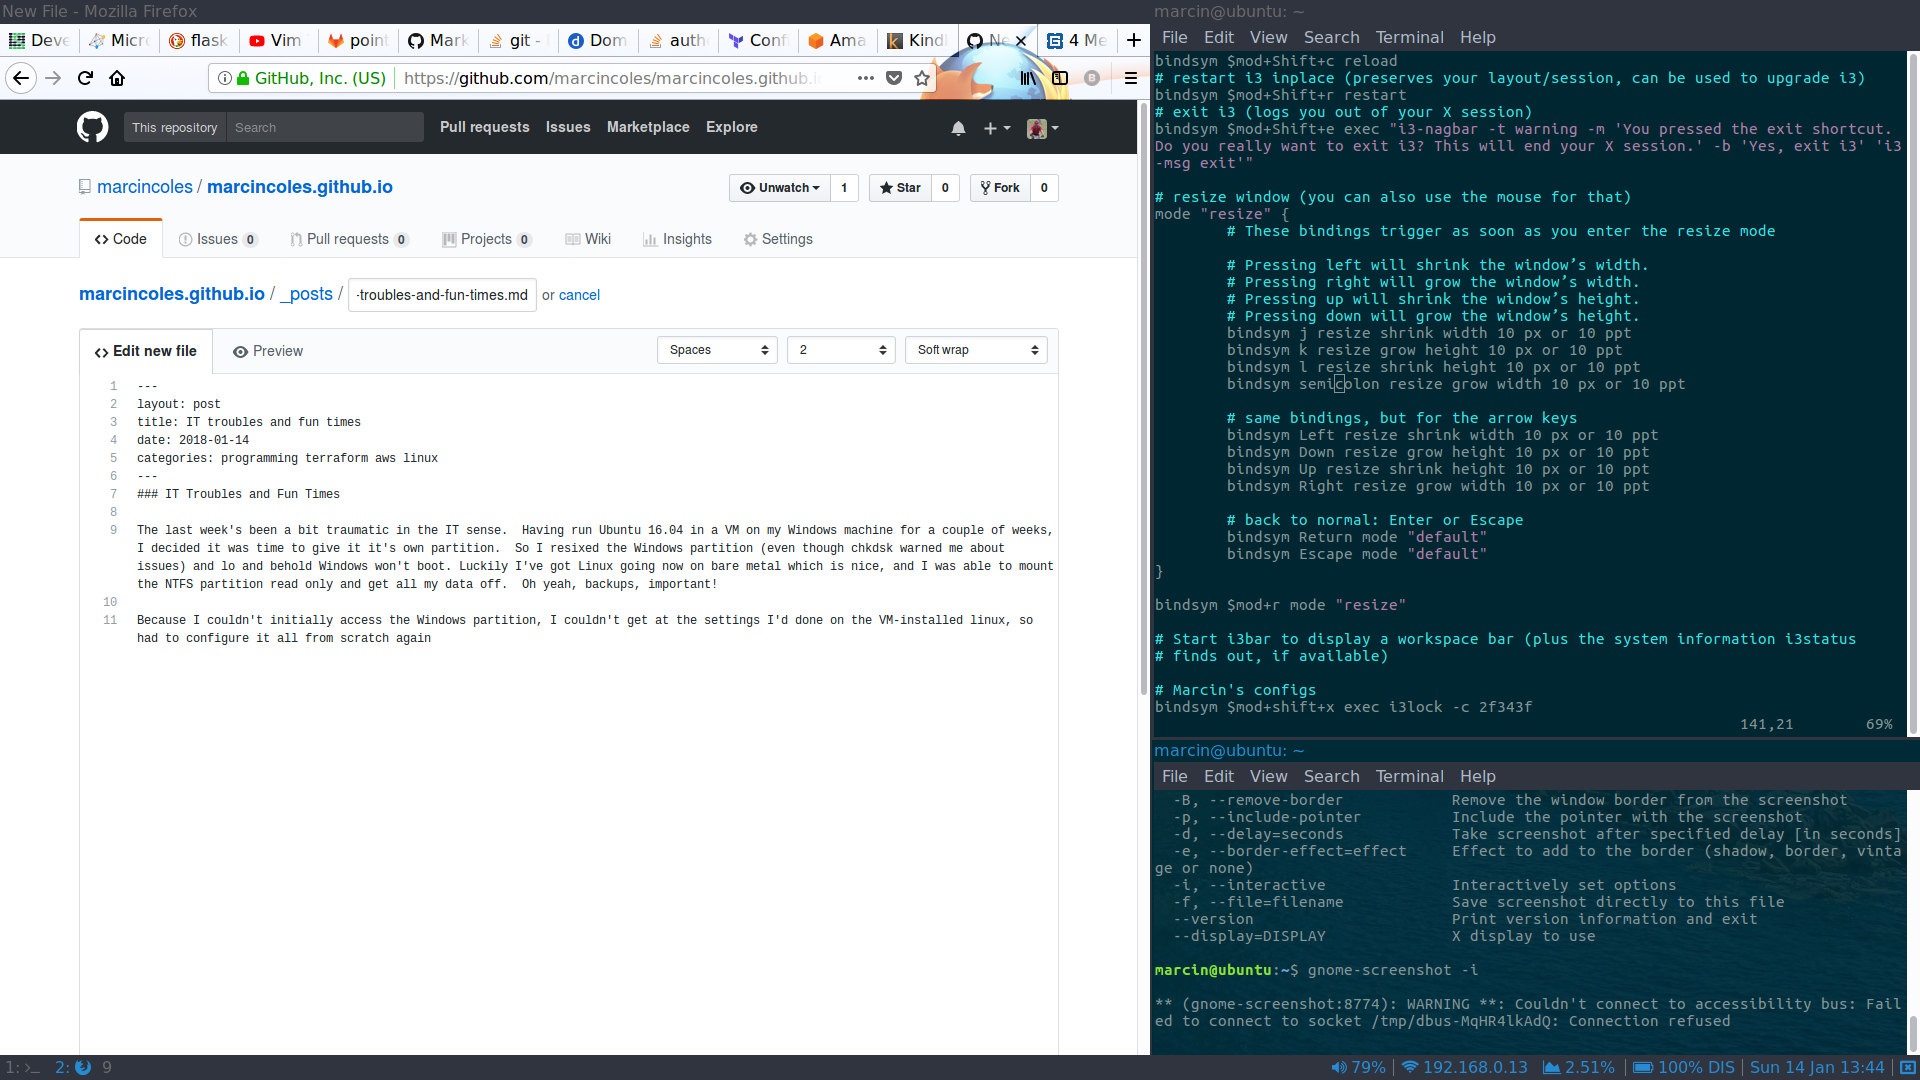 New File - Mozilla Firefox
Deve
Micro
flask
Vim
point
Mark
git -
Dom
auth
Conf
Ama
Kindl
Ne
4 Me
GitHub, Inc. (US)
https://github.com/marcincoles/marcincoles.github.io
This repository
Search
Pull requests
Issues
Marketplace
Explore
marcincoles / marcincoles.github.io
Unwatch 1
Star 0
Fork 0
Code
Issues 0
Pull requests 0
Projects 0
Wiki
Insights
Settings
marcincoles.github.io / _posts / -troubles-and-fun-times.md or cancel
Edit new file
Preview
Spaces
2
Soft wrap
1 ---
2 layout: post
3 title: IT troubles and fun times
4 date: 2018-01-14
5 categories: programming terraform aws linux
6 ---
7 ### IT Troubles and Fun Times
8
9 The last week's been a bit traumatic in the IT sense.  Having run Ubuntu 16.04 in a VM on my Windows machine for a couple of weeks,
I decided it was time to give it it's own partition.  So I resixed the Windows partition (even though chkdsk warned me about
issues) and lo and behold Windows won't boot. Luckily I've got Linux going now on bare metal which is nice, and I was able to mount
the NTFS partition read only and get all my data off.  Oh yeah, backups, important!
10
11 Because I couldn't initially access the Windows partition, I couldn't get at the settings I'd done on the VM-installed linux, so
had to configure it all from scratch again
marcin@ubuntu: ~
File Edit View Search Terminal Help
bindsym $mod+Shift+c reload
# restart i3 inplace (preserves your layout/session, can be used to upgrade i3)
bindsym $mod+Shift+r restart
# exit i3 (logs you out of your X session)
bindsym $mod+Shift+e exec "i3-nagbar -t warning -m 'You pressed the exit shortcut.
Do you really want to exit i3? This will end your X session.' -b 'Yes, exit i3' 'i3
-msg exit'"
# resize window (you can also use the mouse for that)
mode "resize" {
# These bindings trigger as soon as you enter the resize mode
# Pressing left will shrink the window’s width.
# Pressing right will grow the window’s width.
# Pressing up will shrink the window’s height.
# Pressing down will grow the window’s height.
bindsym j resize shrink width 10 px or 10 ppt
bindsym k resize grow height 10 px or 10 ppt
bindsym l resize shrink height 10 px or 10 ppt
bindsym semicolon resize grow width 10 px or 10 ppt
# same bindings, but for the arrow keys
bindsym Left resize shrink width 10 px or 10 ppt
bindsym Down resize grow height 10 px or 10 ppt
bindsym Up resize shrink height 10 px or 10 ppt
bindsym Right resize grow width 10 px or 10 ppt
# back to normal: Enter or Escape
bindsym Return mode "default"
bindsym Escape mode "default"
}
bindsym $mod+r mode "resize"
# Start i3bar to display a workspace bar (plus the system information i3status
# finds out, if available)
# Marcin's configs
bindsym $mod+shift+x exec i3lock -c 2f343f
141,21 69%
marcin@ubuntu: ~
File Edit View Search Terminal Help
-B, --remove-border Remove the window border from the screenshot
-p, --include-pointer Include the pointer with the screenshot
-d, --delay=seconds Take screenshot after specified delay [in seconds]
-e, --border-effect=effect Effect to add to the border (shadow, border, vinta
ge or none)
-i, --interactive Interactively set options
-f, --file=filename Save screenshot directly to this file
--version Print version information and exit
--display=DISPLAY X display to use
marcin@ubuntu:~$ gnome-screenshot -i
** (gnome-screenshot:8774): WARNING **: Couldn't connect to accessibility bus: Fail
ed to connect to socket /tmp/dbus-MqHR4lkAdQ: Connection refused
1: >_ 2: 9
79% 192.168.0.13 2.51% 100% DIS Sun 14 Jan 13:44